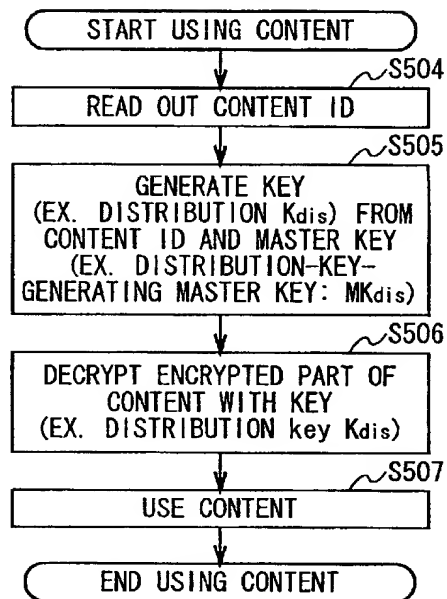 START USING CONTENT
S504
READ OUT CONTENT ID
S505
GENERATE KEY
(EX. DISTRIBUTION Kdis) FROM
CONTENT ID AND MASTER KEY
(EX. DISTRIBUTION-KEY-
GENERATING MASTER KEY: MKdis)
S506
DECRYPT ENCRYPTED PART OF
CONTENT WITH KEY
(EX. DISTRIBUTION key Kdis)
S507
USE CONTENT
END USING CONTENT